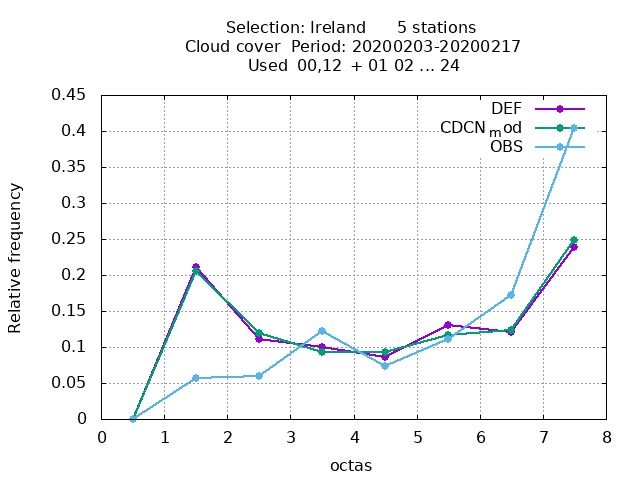 Selection: Ireland 5 stations
Cloud cover Period: 20200203-20200217
Used 00,12 + 01 02 ... 24
DEF
CDCN_mod
OBS
0.45
0.4
0.35
0.3
0.25
0.2
0.15
0.1
0.05
0
0 1 2 3 4 5 6 7 8
Relative frequency
octas